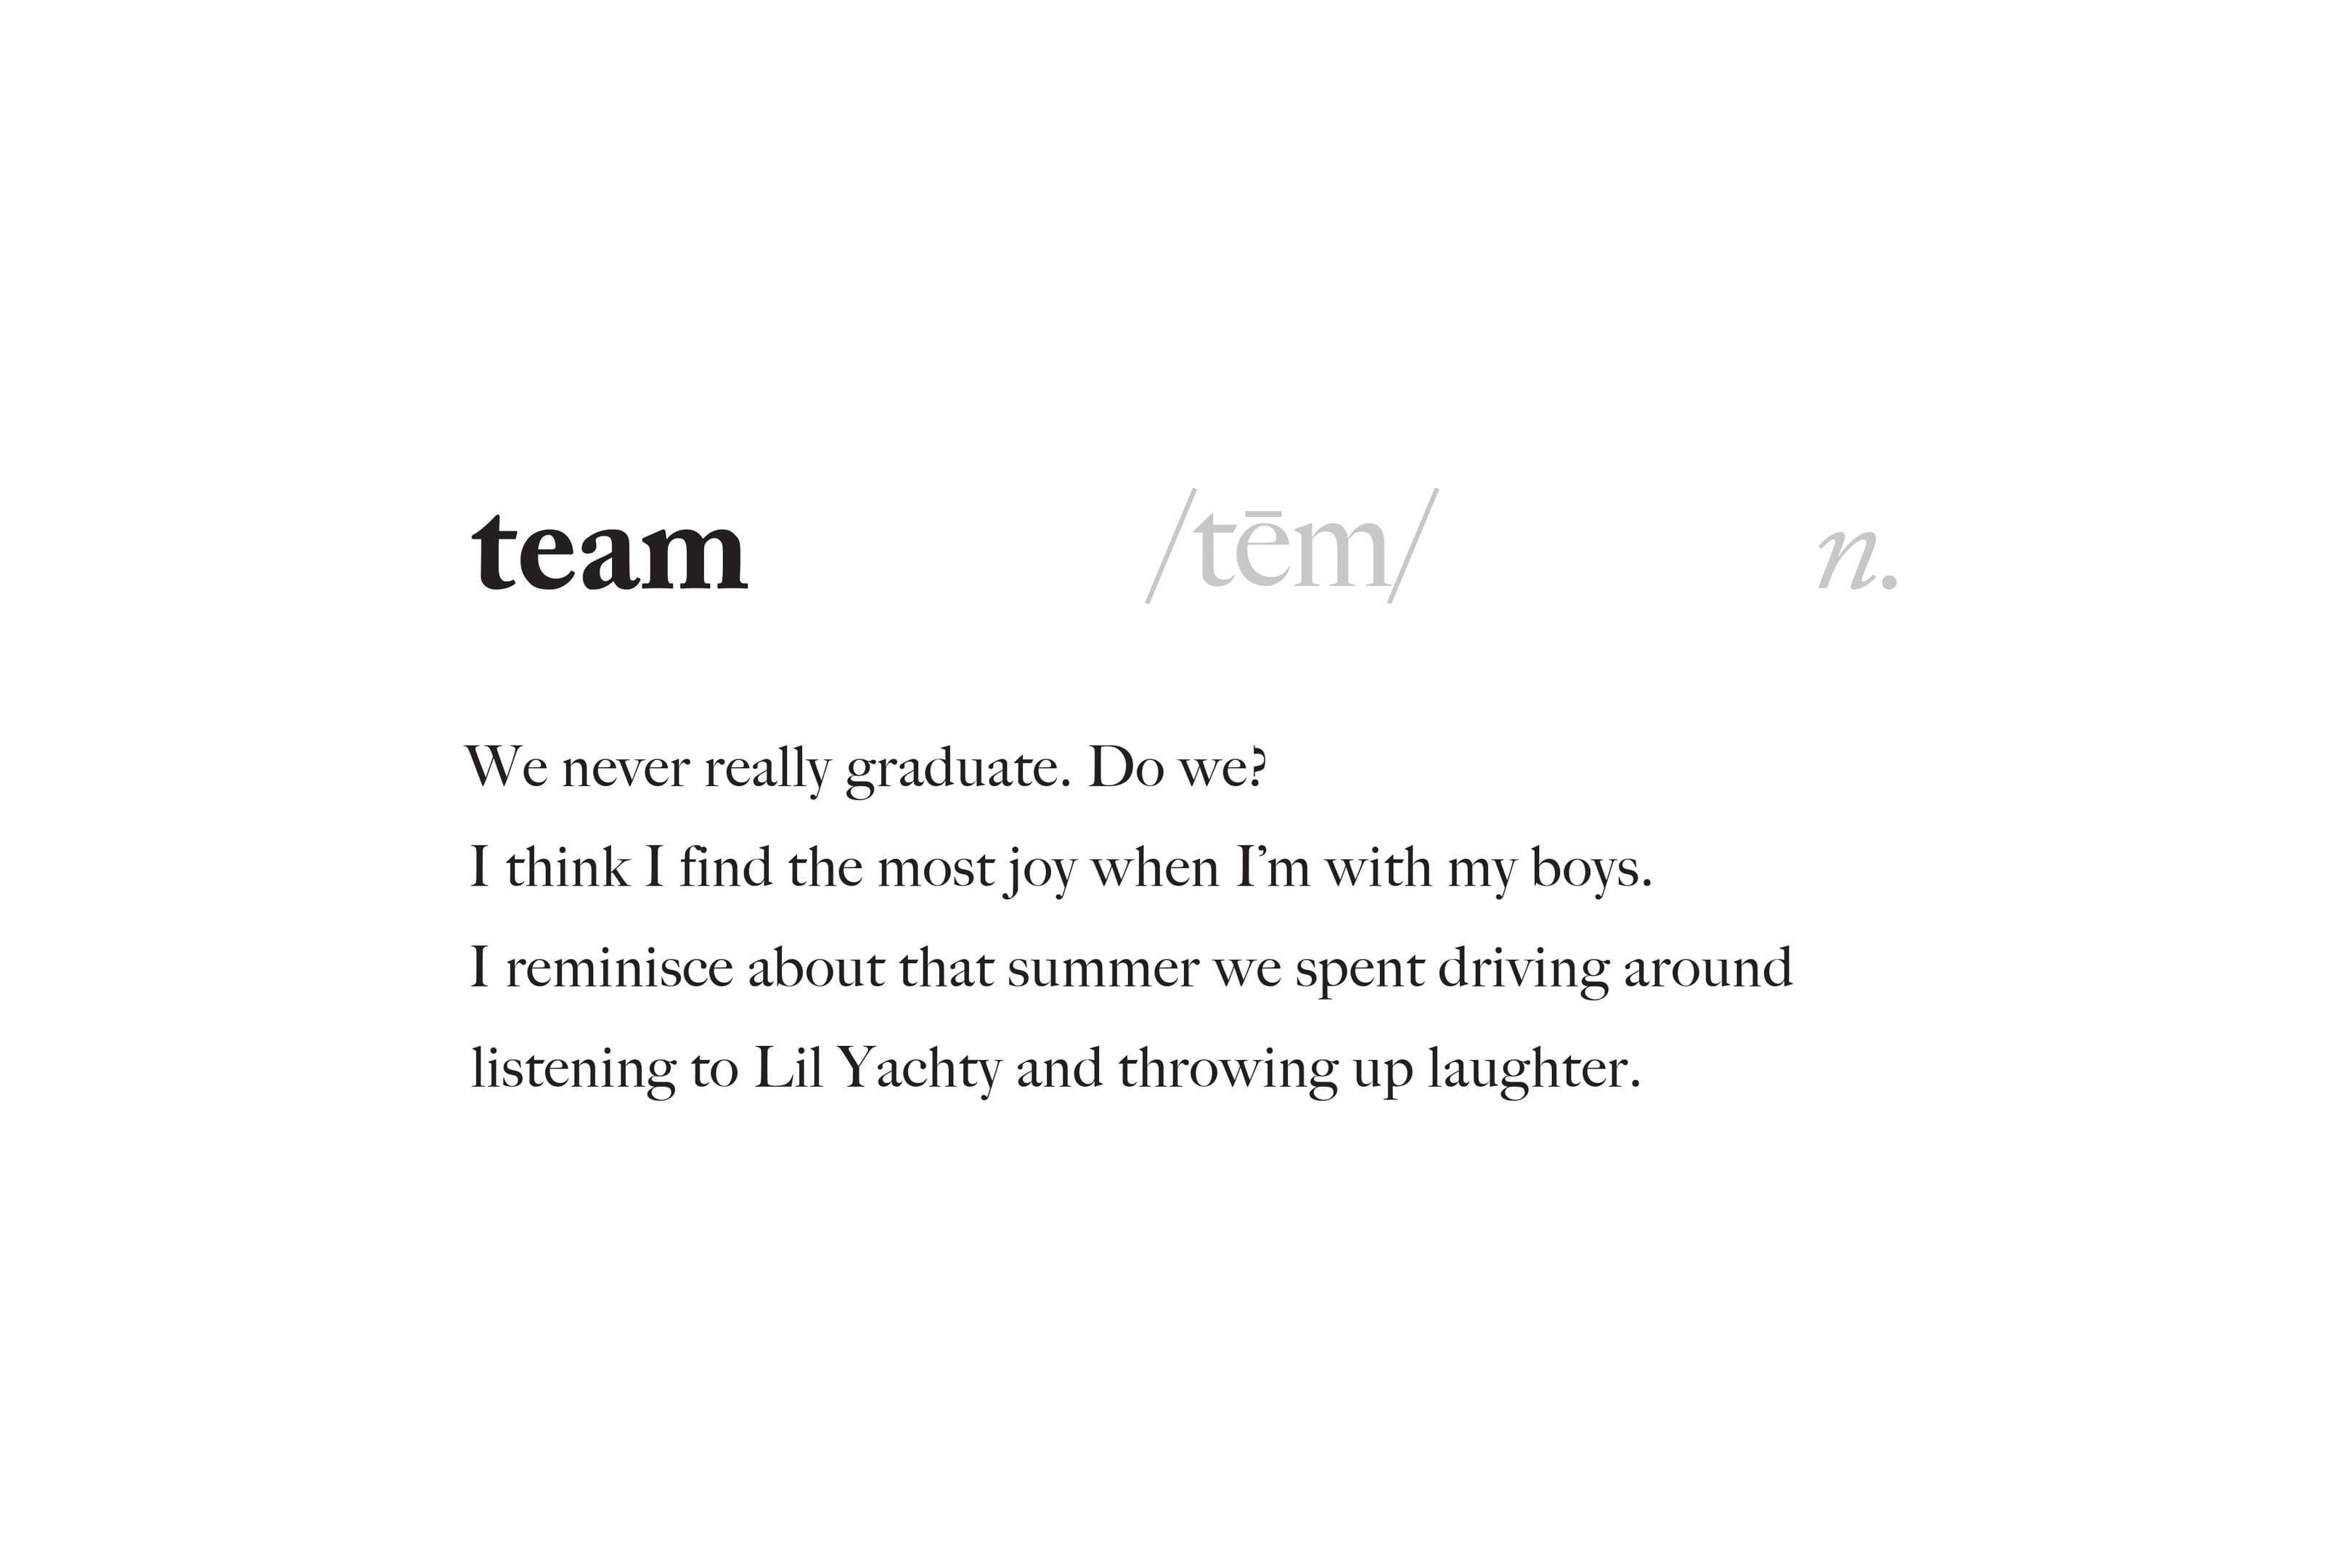 team /tēm/ n.
We never really graduate. Do we?
I think I find the most joy when I’m with my boys.
I reminisce about that summer we spent driving around
listening to Lil Yachty and throwing up laughter.